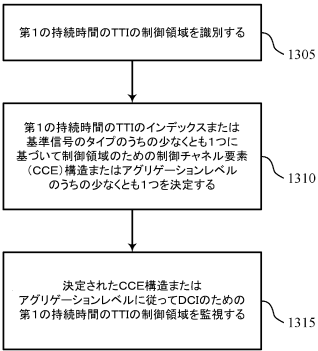 第1の持続時間のTTIの制御領域を識別する
1305
第1の持続時間のTTIのインデックスまたは
基準信号のタイプのうちの少なくとも1つに
基づいて制御領域のための制御チャネル要素
（CCE）構造またはアグリゲーションレベル
のうちの少なくとも1つを決定する
1310
決定されたCCE構造または
アグリゲーションレベルに従ってDCIのための
第1の持続時間のTTIの制御領域を監視する
1315